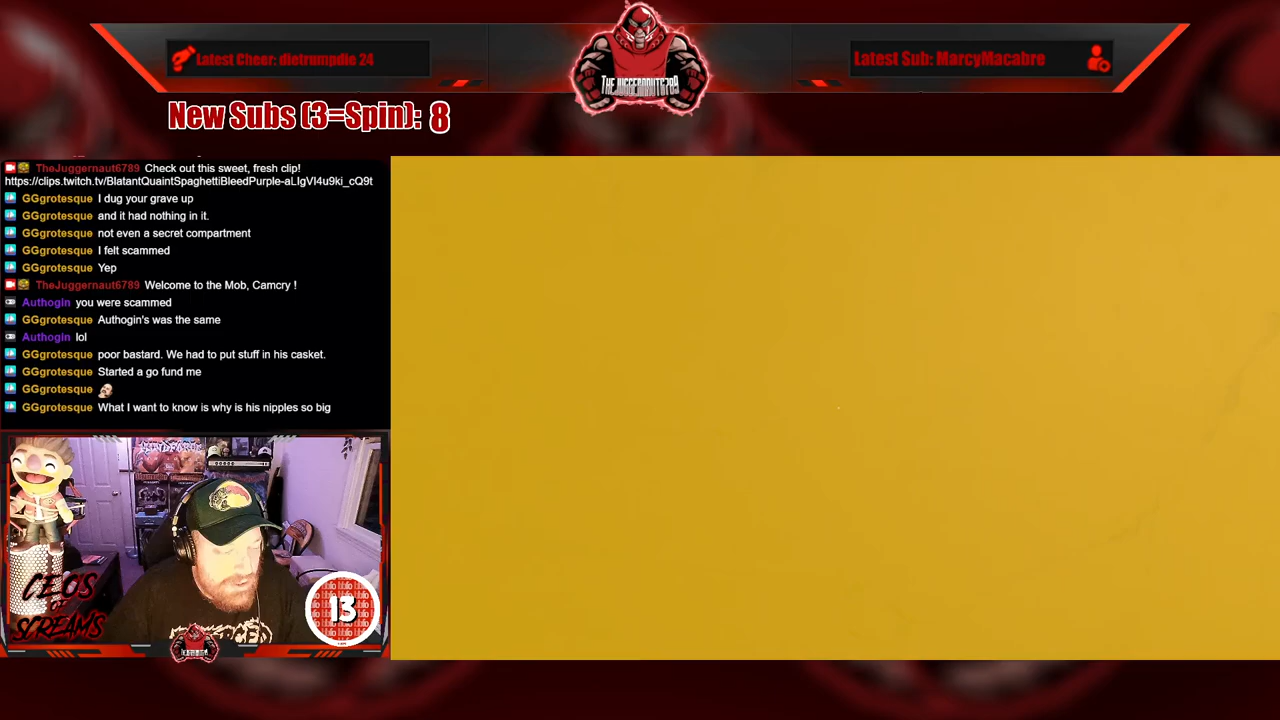 Latest Cheer: dietrumpdie 24
THEJUGGERNAUT6789
Latest Sub: MarcyMacabre
New Subs (3=Spin): 8
TheJuggernaut6789 Check out this sweet, fresh clip!
https://clips.twitch.tv/BlatantQuaintSpaghettiBleedPurple-aLIgVI4u9ki_cQ9t
GGgrotesque I dug your grave up
GGgrotesque and it had nothing in it.
GGgrotesque not even a secret compartment
GGgrotesque I felt scammed
GGgrotesque Yep
TheJuggernaut6789 Welcome to the Mob, Camcry !
Authogin you were scammed
GGgrotesque Authogin's was the same
Authogin lol
GGgrotesque poor bastard. We had to put stuff in his casket.
GGgrotesque Started a go fund me
GGgrotesque
GGgrotesque What I want to know is why is his nipples so big
CEO'S
OF
SCREAMS
13